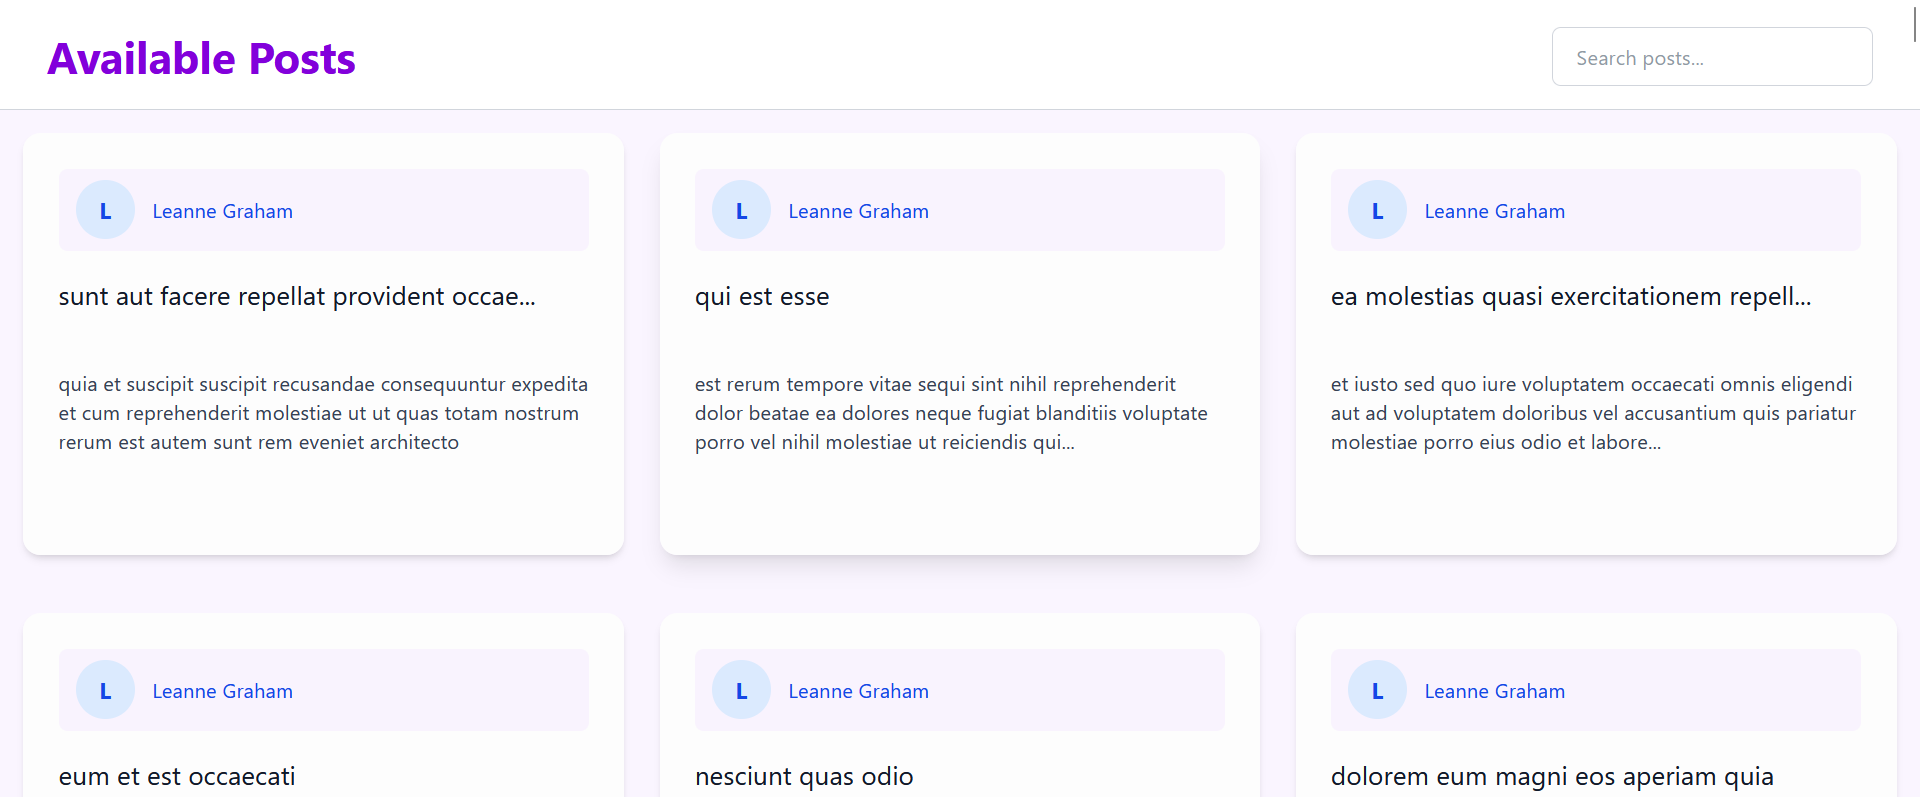 Available Posts
Search posts...
L
Leanne Graham
sunt aut facere repellat provident occae...
quia et suscipit suscipit recusandae consequuntur expedita
et cum reprehenderit molestiae ut ut quas totam nostrum
rerum est autem sunt rem eveniet architecto
L
Leanne Graham
qui est esse
est rerum tempore vitae sequi sint nihil reprehenderit
dolor beatae ea dolores neque fugiat blanditiis voluptate
porro vel nihil molestiae ut reiciendis qui...
L
Leanne Graham
ea molestias quasi exercitationem repell...
et iusto sed quo iure voluptatem occaecati omnis eligendi
aut ad voluptatem doloribus vel accusantium quis pariatur
molestiae porro eius odio et labore...
L
Leanne Graham
eum et est occaecati
L
Leanne Graham
nesciunt quas odio
L
Leanne Graham
dolorem eum magni eos aperiam quia